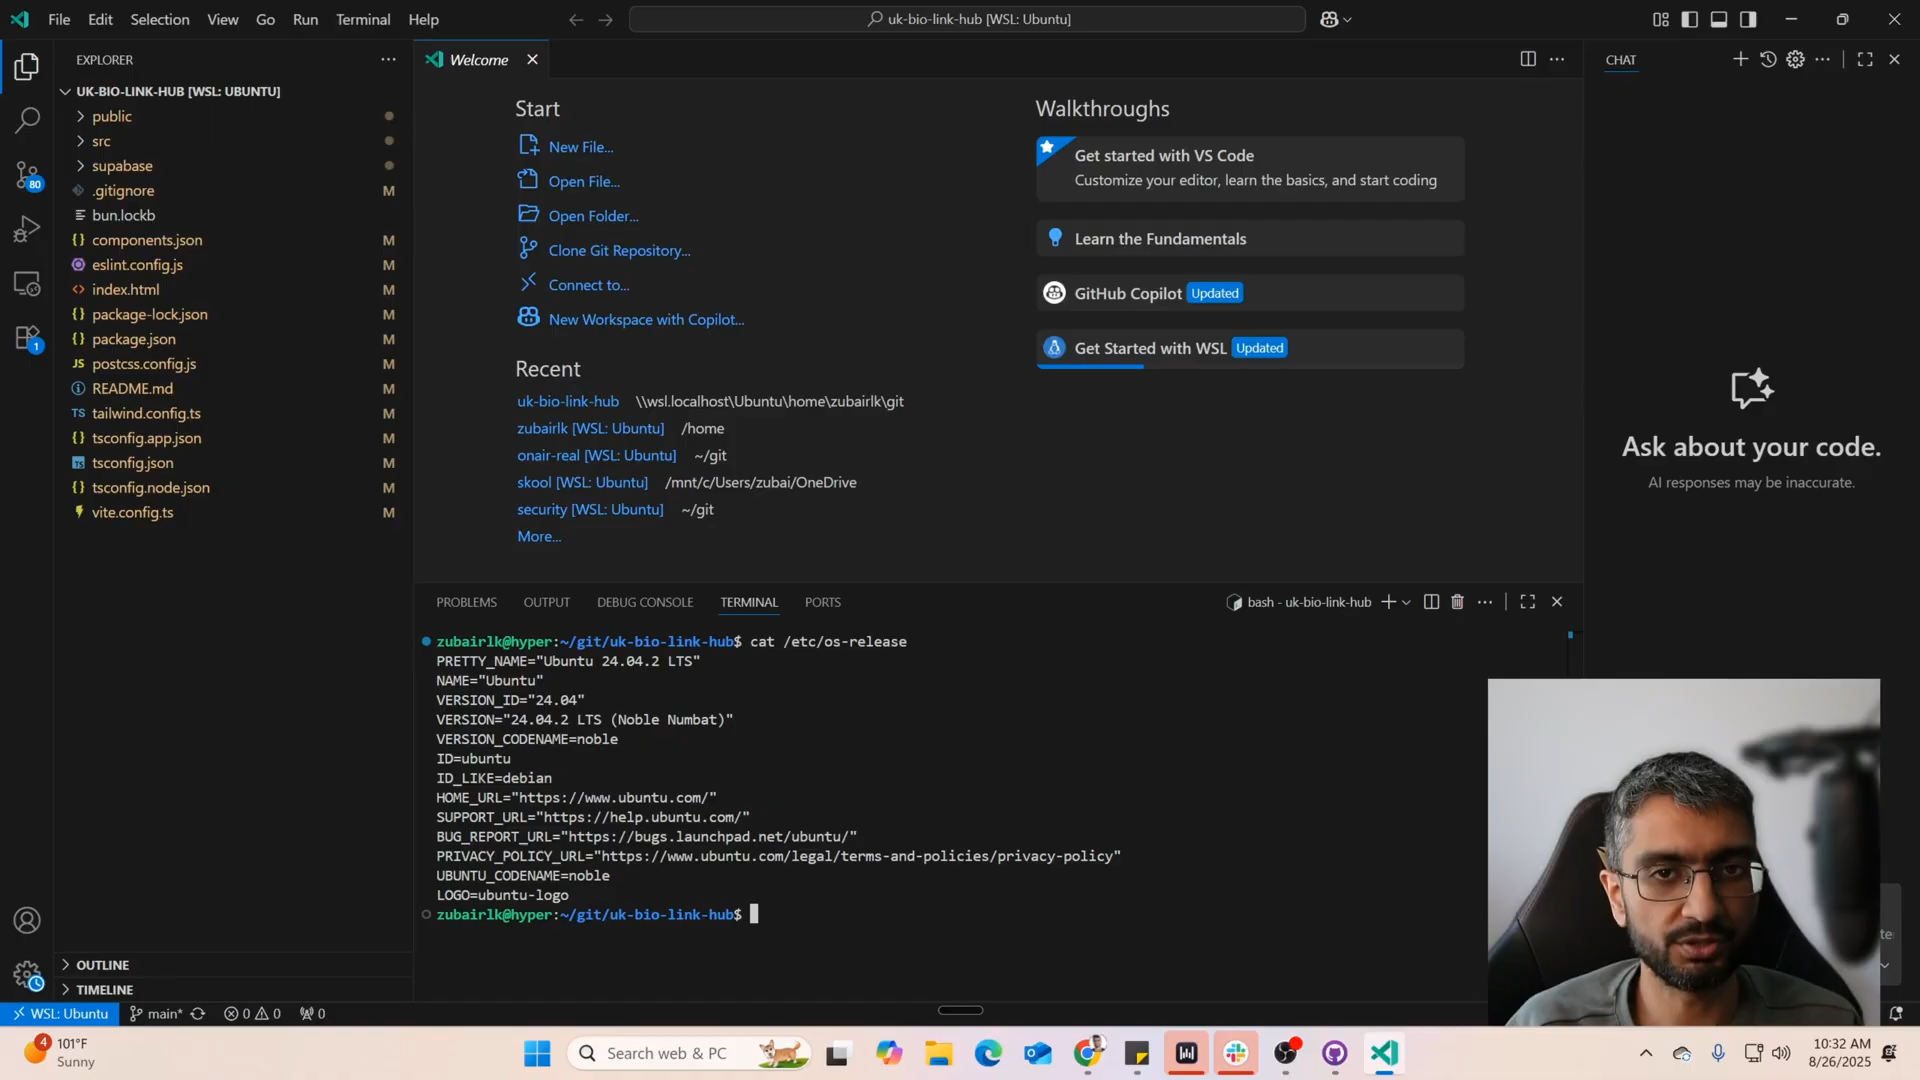 File Edit Selection View Go Run Terminal Help
uk-bio-link-hub [WSL: Ubuntu]
EXPLORER
UK-BIO-LINK-HUB [WSL: UBUNTU]
public
src
supabase
.gitignore M
bun.lockb
components.json M
eslint.config.js M
index.html M
package-lock.json M
package.json M
postcss.config.js M
README.md M
tailwind.config.ts M
tsconfig.app.json M
tsconfig.json M
tsconfig.node.json M
vite.config.ts M
OUTLINE
TIMELINE
80
1
Welcome
Start
New File...
Open File...
Open Folder...
Clone Git Repository...
Connect to...
New Workspace with Copilot...
Recent
uk-bio-link-hub \\wsl.localhost\Ubuntu\home\zubairlk\git
zubairlk [WSL: Ubuntu] /home
onair-real [WSL: Ubuntu] ~/git
skool [WSL: Ubuntu] /mnt/c/Users/zubai/OneDrive
security [WSL: Ubuntu] ~/git
More...
Walkthroughs
Get started with VS Code
Customize your editor, learn the basics, and start coding
Learn the Fundamentals
GitHub Copilot Updated
Get Started with WSL Updated
CHAT
Ask about your code.
AI responses may be inaccurate.
PROBLEMS OUTPUT DEBUG CONSOLE TERMINAL PORTS
bash - uk-bio-link-hub
zubairlk@hyper:~/git/uk-bio-link-hub$ cat /etc/os-release
PRETTY_NAME="Ubuntu 24.04.2 LTS"
NAME="Ubuntu"
VERSION_ID="24.04"
VERSION="24.04.2 LTS (Noble Numbat)"
VERSION_CODENAME=noble
ID=ubuntu
ID_LIKE=debian
HOME_URL="https://www.ubuntu.com/"
SUPPORT_URL="https://help.ubuntu.com/"
BUG_REPORT_URL="https://bugs.launchpad.net/ubuntu/"
PRIVACY_POLICY_URL="https://www.ubuntu.com/legal/terms-and-policies/privacy-policy"
UBUNTU_CODENAME=noble
LOGO=ubuntu-logo
zubairlk@hyper:~/git/uk-bio-link-hub$
WSL: Ubuntu main* 0 0 0
4
101°F
Sunny
Search web & PC
10:32 AM
8/26/2025